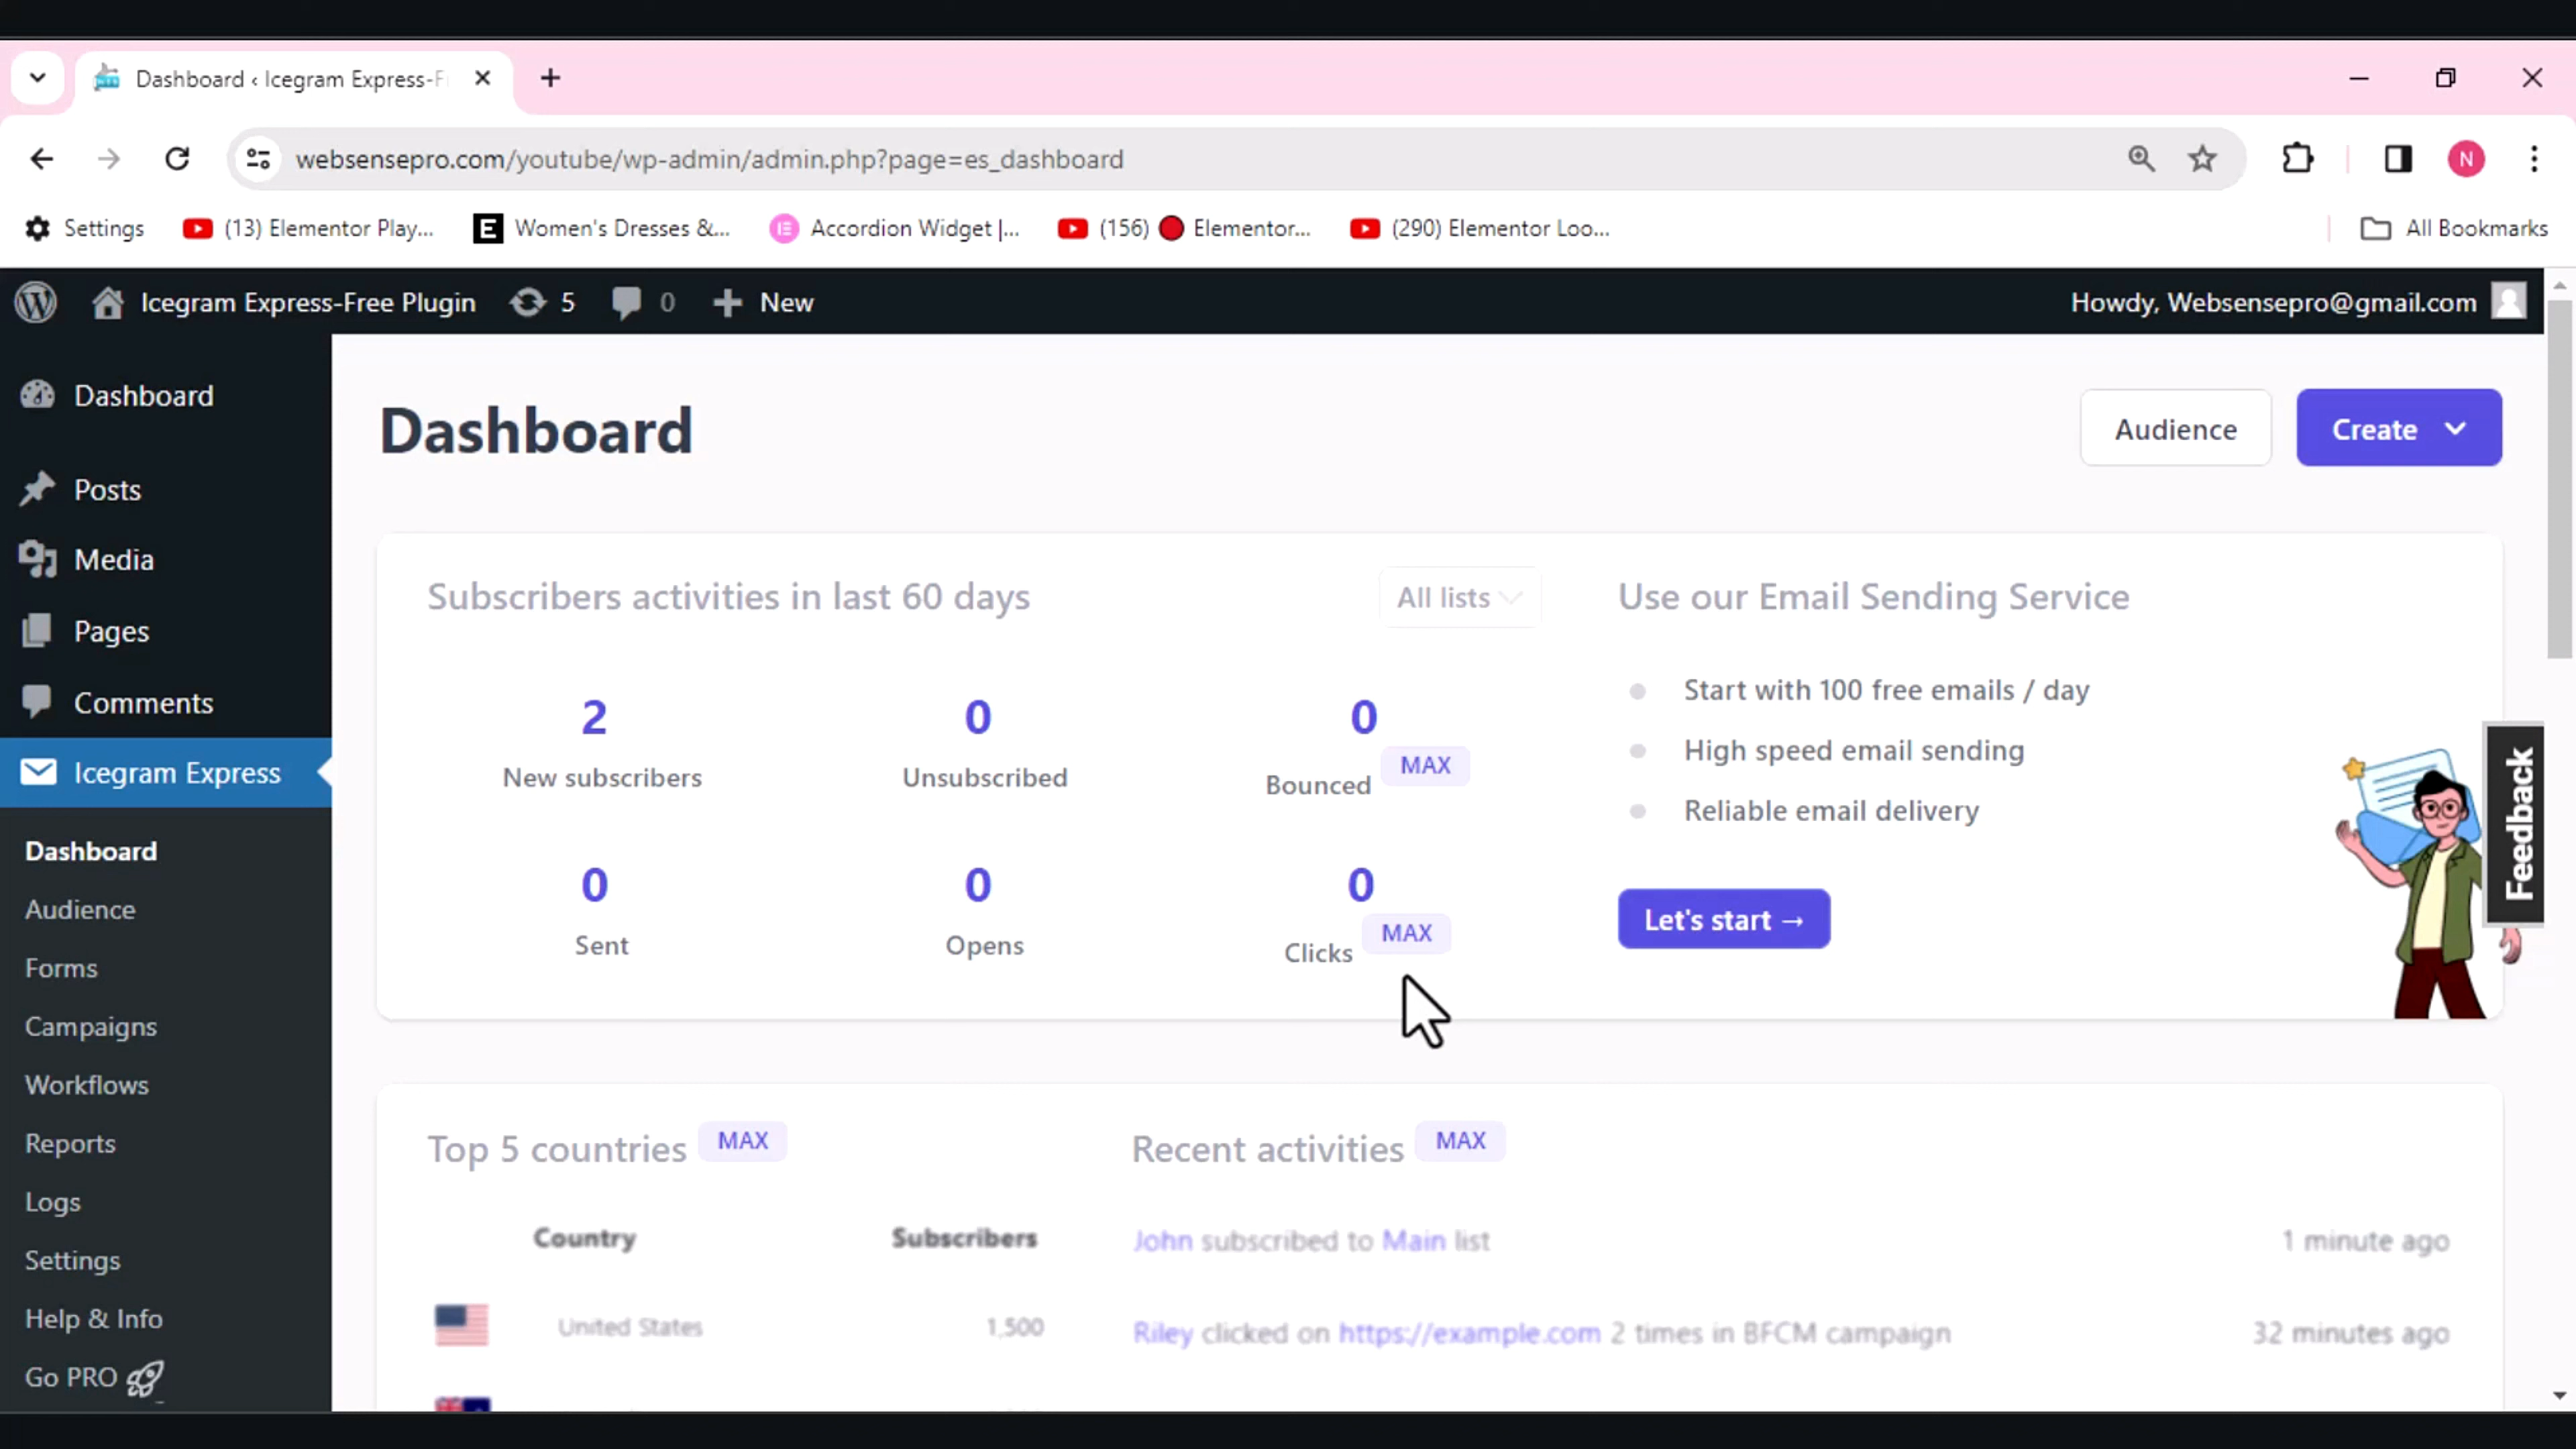 Dashboard ‹ Icegram Express-F
websensepro.com/youtube/wp-admin/admin.php?page=es_dashboard
N
Settings
(13) Elementor Play...
E
Women's Dresses &...
Accordion Widget |...
(156)
Elementor...
(290) Elementor Loo...
All Bookmarks
Icegram Express-Free Plugin
5
0
New
Howdy, Websensepro@gmail.com
Dashboard
Posts
Media
Pages
Comments
Icegram Express
Dashboard
Audience
Forms
Campaigns
Workflows
Reports
Logs
Settings
Help & Info
Go PRO
Dashboard
Audience
Create
Subscribers activities in last 60 days
All lists
2
New subscribers
0
Unsubscribed
0
Bounced MAX
0
Sent
0
Opens
0
Clicks MAX
Use our Email Sending Service
Start with 100 free emails / day
High speed email sending
Reliable email delivery
Let's start →
Feedback
Top 5 countries MAX
Country Subscribers
United States 1,500
Recent activities MAX
John subscribed to Main list 1 minute ago
Riley clicked on https://example.com 2 times in BFCM campaign 32 minutes ago